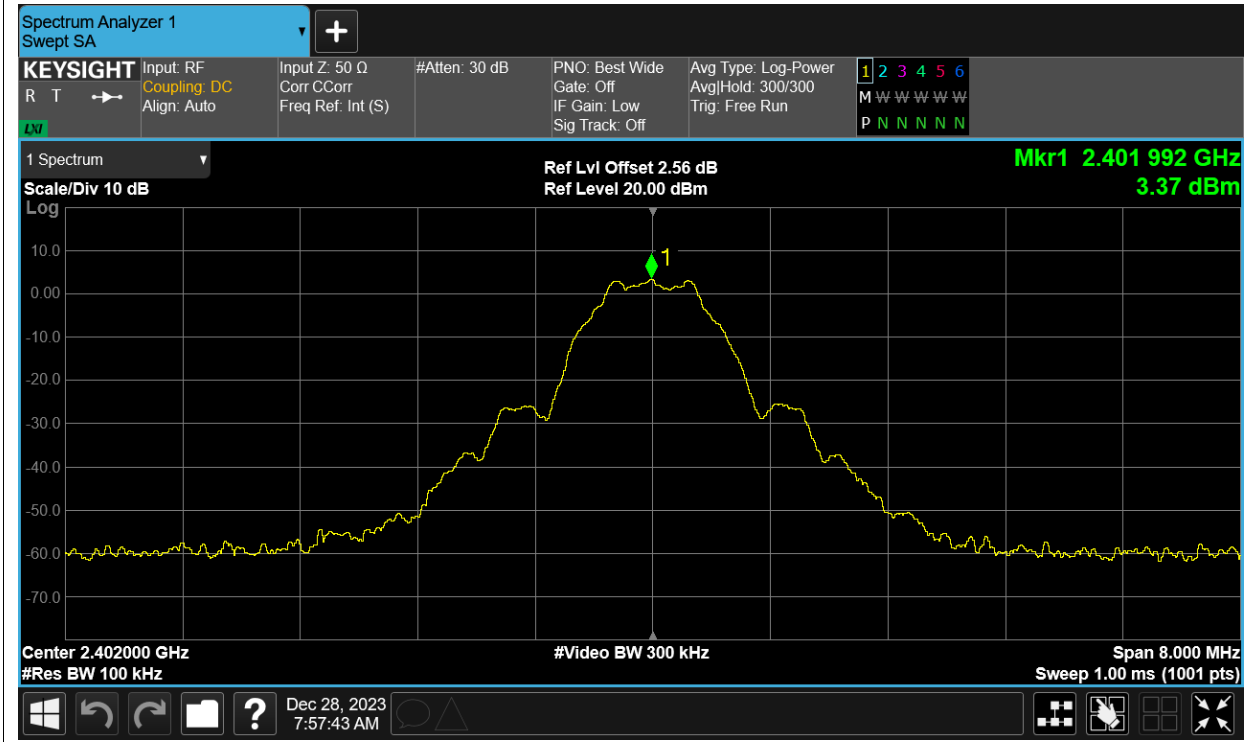 Spectrum Analyzer 1
Swept SA
KEYSIGHT
R T
LXI
Input: RF
Coupling: DC
Align: Auto
Input Z: 50 Ω
Corr CCorr
Freq Ref: Int (S)
#Atten: 30 dB
PNO: Best Wide
Gate: Off
IF Gain: Low
Sig Track: Off
Avg Type: Log-Power
Avg|Hold: 300/300
Trig: Free Run
1 2 3 4 5 6
M W W W W W
P N N N N N
1 Spectrum
Scale/Div 10 dB
Log
Ref Lvl Offset 2.56 dB
Ref Level 20.00 dBm
Mkr1 2.401 992 GHz
3.37 dBm
1
10.0
0.00
-10.0
-20.0
-30.0
-40.0
-50.0
-60.0
-70.0
Center 2.402000 GHz
#Video BW 300 kHz
Span 8.000 MHz
#Res BW 100 kHz
Sweep 1.00 ms (1001 pts)
?
Dec 28, 2023
7:57:43 AM